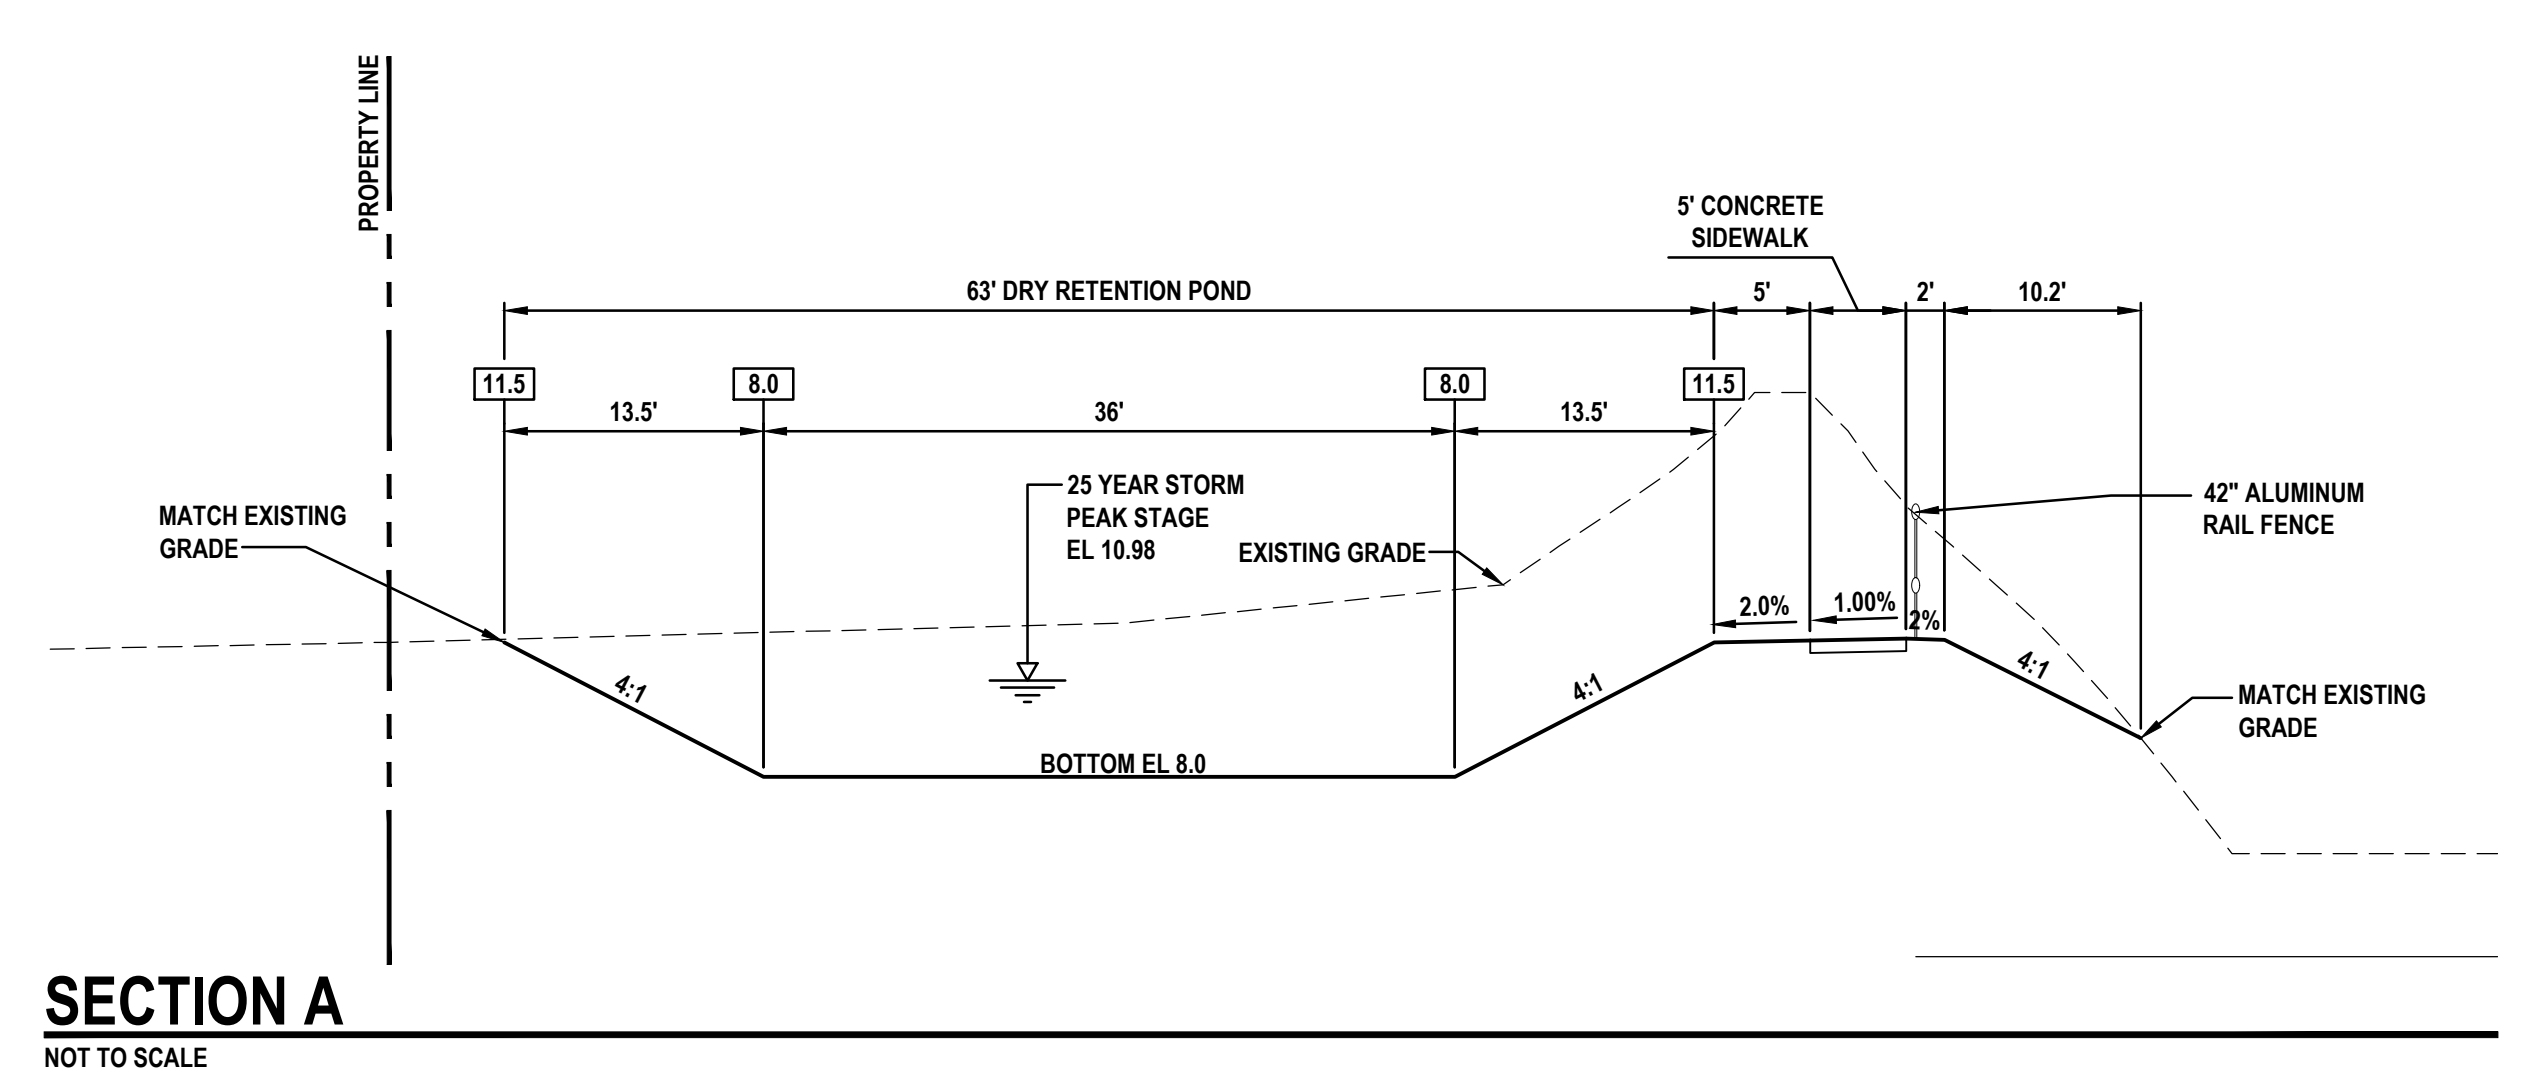 PROPERTY LINE
5' CONCRETE
SIDEWALK
63' DRY RETENTION POND
5'
2'
10.2'
11.5
8.0
8.0
11.5
13.5'
36'
13.5'
25 YEAR STORM
PEAK STAGE
EL 10.98
MATCH EXISTING
GRADE
EXISTING GRADE
42" ALUMINUM
RAIL FENCE
2.0%
1.00%
2%
4:1
4:1
4:1
MATCH EXISTING
GRADE
BOTTOM EL 8.0
SECTION A
NOT TO SCALE